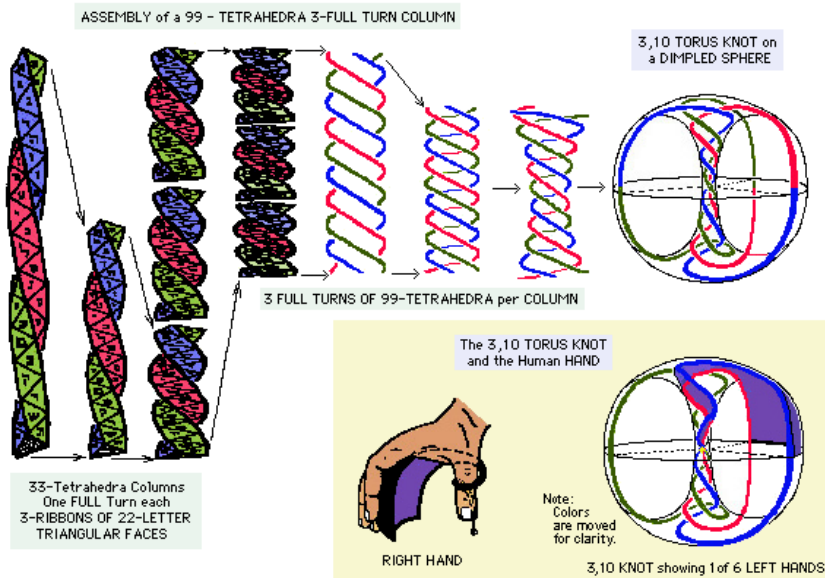 ASSEMBLY of a 99 - TETRAHEDRA 3-FULL TURN COLUMN
3,10 TORUS KNOT on
a DIMPLED SPHERE
3 FULL TURNS OF 99-TETRAHEDRA per COLUMN
33-Tetrahedra Columns
One FULL Turn each
3-RIBBONS OF 22-LETTER
TRIANGULAR FACES
The 3,10 TORUS KNOT
and the Human HAND
Note:
Colors
are moved
for clarity.
RIGHT HAND
3,10 KNOT showing 1 of 6 LEFT HANDS